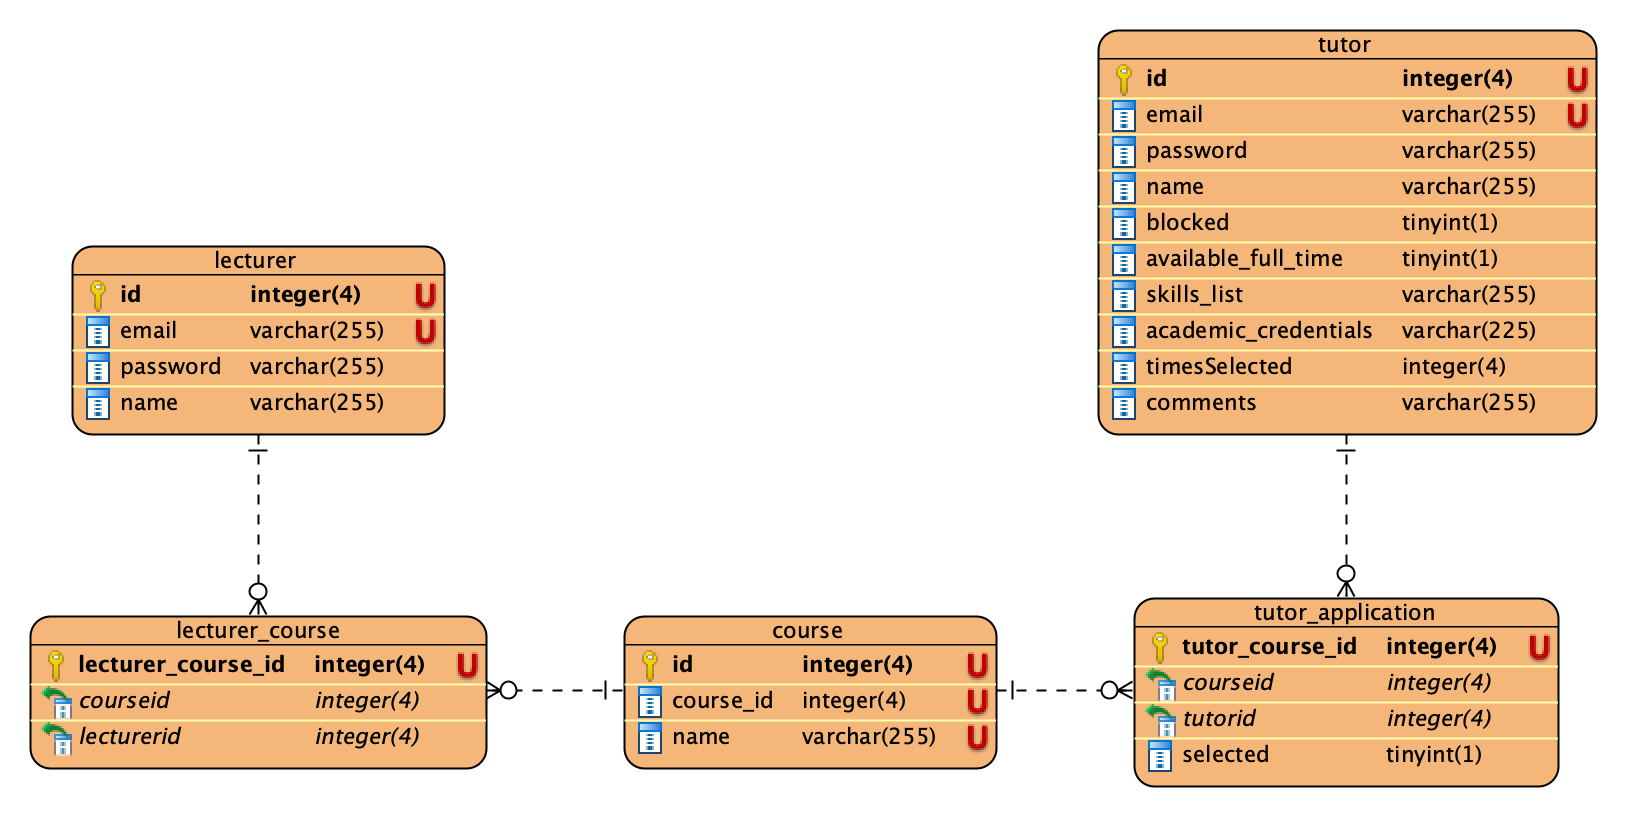 tutor
id integer(4) U
email varchar(255) U
password varchar(255)
name varchar(255)
blocked tinyint(1)
available_full_time tinyint(1)
skills_list varchar(255)
academic_credentials varchar(225)
timesSelected integer(4)
comments varchar(255)
lecturer
id integer(4) U
email varchar(255) U
password varchar(255)
name varchar(255)
lecturer_course
lecturer_course_id integer(4) U
courseid integer(4)
lecturerid integer(4)
course
id integer(4) U
course_id integer(4) U
name varchar(255) U
tutor_application
tutor_course_id integer(4) U
courseid integer(4)
tutorid integer(4)
selected tinyint(1)